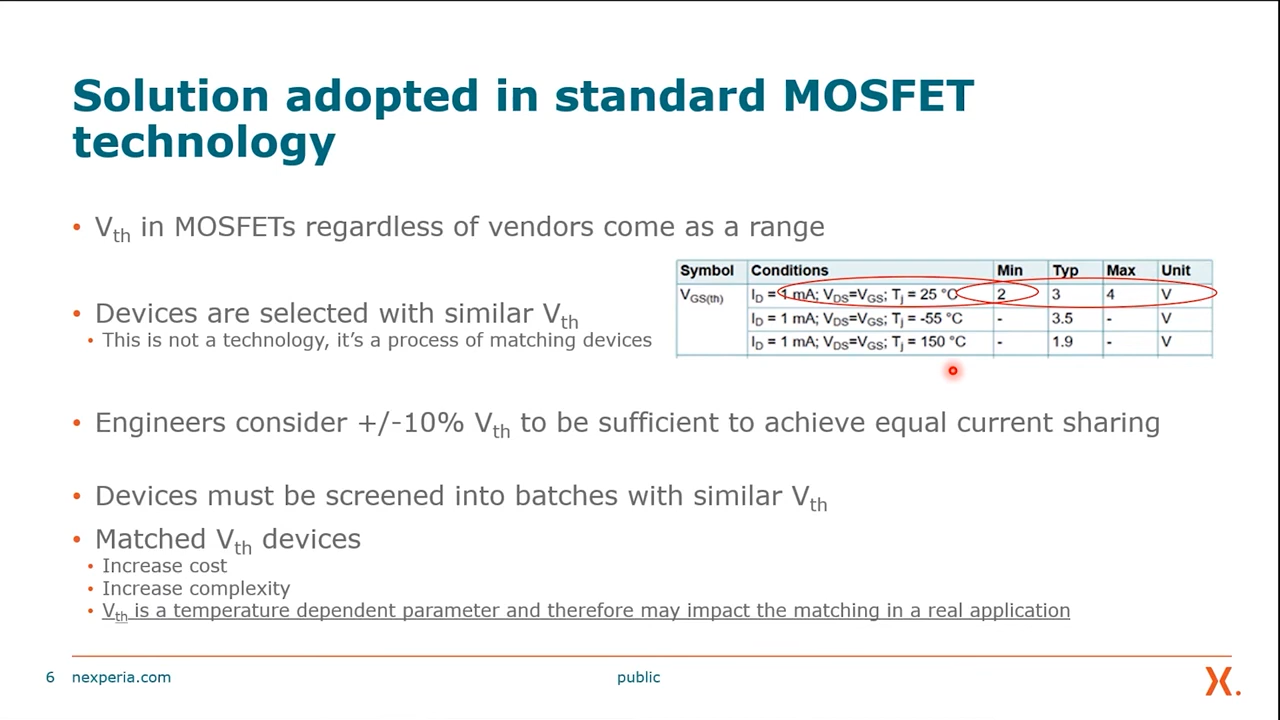 Solution adopted in standard MOSFET
technology
• Vth in MOSFETs regardless of vendors come as a range
Symbol Conditions Min Typ Max Unit
VGS(th) ID = 1 mA; VDS=VGS; Tj = 25 °C 2 3 4 V
ID = 1 mA; VDS=VGS; Tj = -55 °C - 3.5 - V
ID = 1 mA; VDS=VGS; Tj = 150 °C - 1.9 - V
• Devices are selected with similar Vth
• This is not a technology, it’s a process of matching devices
• Engineers consider +/-10% Vth to be sufficient to achieve equal current sharing
• Devices must be screened into batches with similar Vth
• Matched Vth devices
• Increase cost
• Increase complexity
• Vth is a temperature dependent parameter and therefore may impact the matching in a real application
6 nexperia.com public